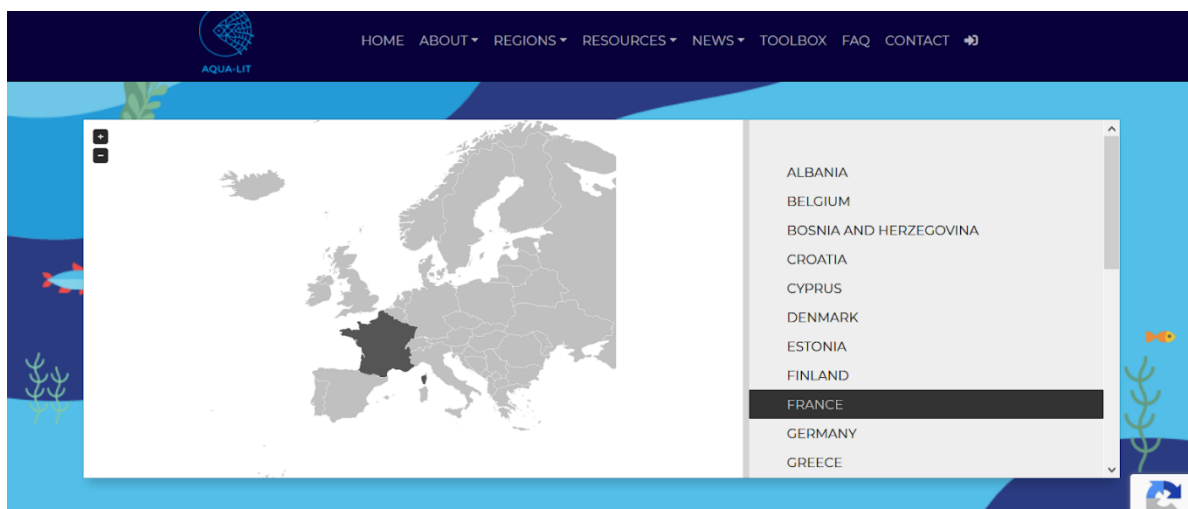 HOME ABOUT REGIONS RESOURCES NEWS TOOLBOX FAQ CONTACT
AQUA-LIT
+
-
ALBANIA
BELGIUM
BOSNIA AND HERZEGOVINA
CROATIA
CYPRUS
DENMARK
ESTONIA
FINLAND
FRANCE
GERMANY
GREECE